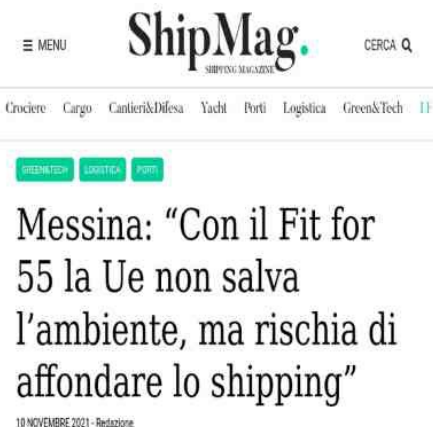 ☰ MENU
ShipMag.
SHIPPING MAGAZINE
CERCA
Crociere Cargo Cantieri&Difesa Yacht Porti Logistica Green&Tech
GREEN&TECH LOGISTICA PORTI
Messina: “Con il Fit for
55 la Ue non salva
l’ambiente, ma rischia di
affondare lo shipping”
10 NOVEMBRE 2021 - Redazione